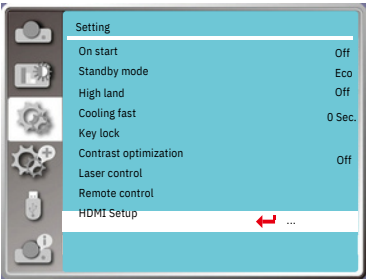 Setting
On start Off
Standby mode Eco
High land Off
Cooling fast 0 Sec.
Key lock
Contrast optimization Off
Laser control
Remote control
HDMI Setup ...